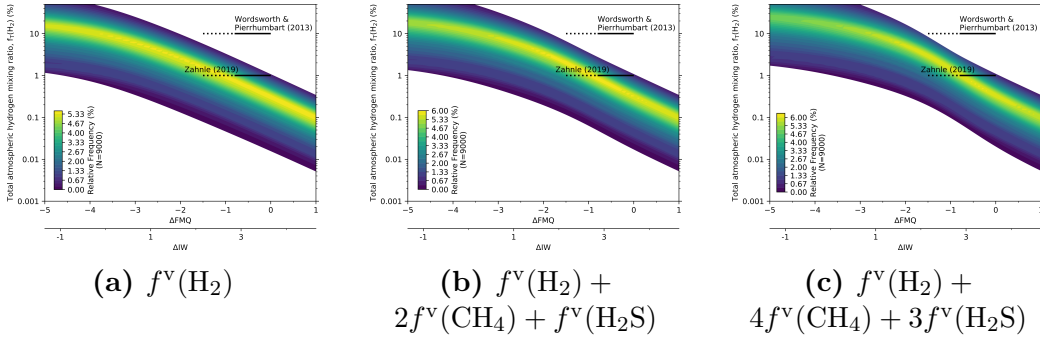 Total atmospheric hydrogen mixing ratio, fT(H2) (%)
10
1
0.1
0.01
0.001
Wordsworth &
Pierrhumbart (2013)
Zahnle (2019)
5.33
4.67
4.00
3.33
2.67
2.00
1.33
0.67
0.00
Relative Frequency (%)
(N=9000)
−5 −4 −3 −2 −1 0 1
ΔFMQ
-1 1 3
ΔIW
(a) fᵛ(H₂)
Total atmospheric hydrogen mixing ratio, fT(H2) (%)
10
1
0.1
0.01
0.001
Wordsworth &
Pierrhumbart (2013)
Zahnle (2019)
6.00
5.33
4.67
4.00
3.33
2.67
2.00
1.33
0.67
0.00
Relative Frequency (%)
(N=9000)
−5 −4 −3 −2 −1 0 1
ΔFMQ
-1 1 3
ΔIW
(b) fᵛ(H₂) +
2fᵛ(CH₄) + fᵛ(H₂S)
Total atmospheric hydrogen mixing ratio, fT(H2) (%)
10
1
0.1
0.01
0.001
Wordsworth &
Pierrhumbart (2013)
Zahnle (2019)
6.00
5.33
4.67
4.00
3.33
2.67
2.00
1.33
0.67
0.00
Relative Frequency (%)
(N=9000)
−5 −4 −3 −2 −1 0 1
ΔFMQ
-1 1 3
ΔIW
(c) fᵛ(H₂) +
4fᵛ(CH₄) + 3fᵛ(H₂S)